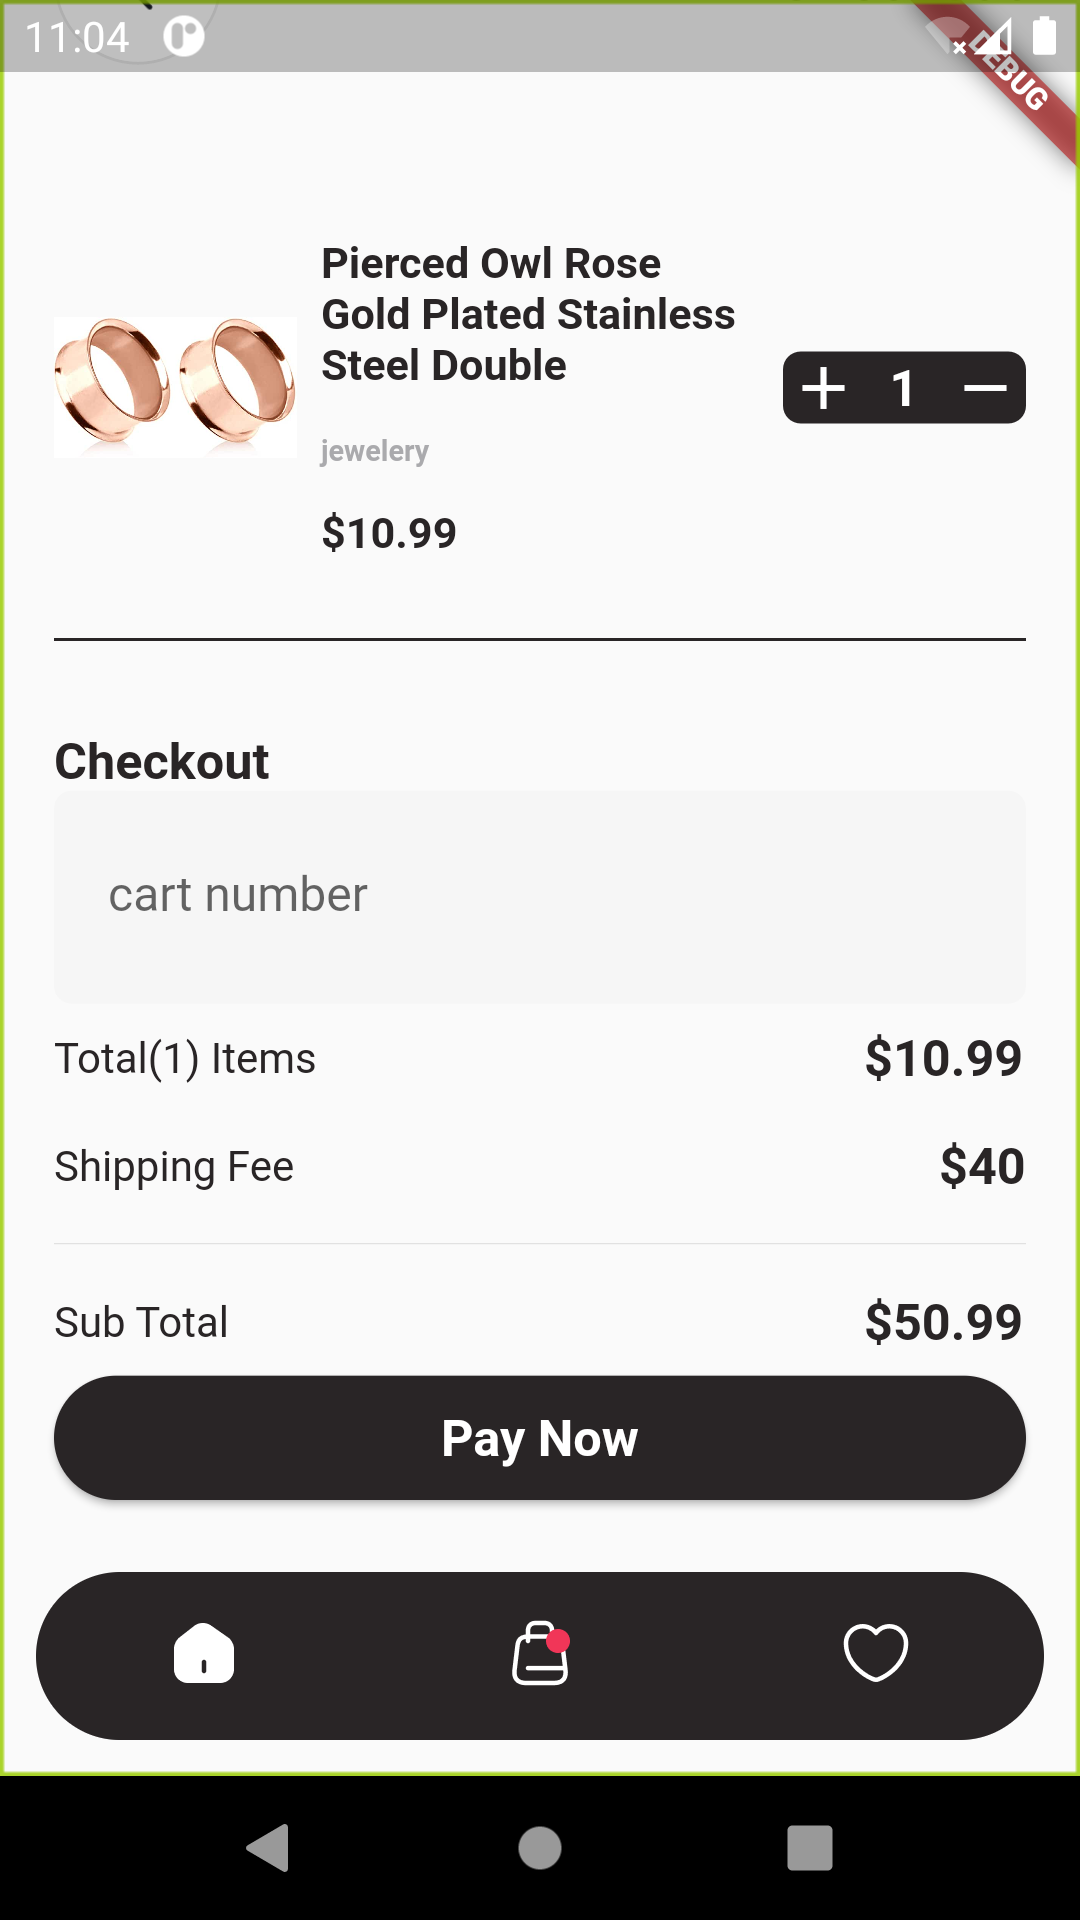 11:04
DEBUG
Pierced Owl Rose
Gold Plated Stainless
Steel Double
1
jewelery
$10.99
Checkout
cart number
Total(1) Items $10.99
Shipping Fee $40
Sub Total $50.99
Pay Now